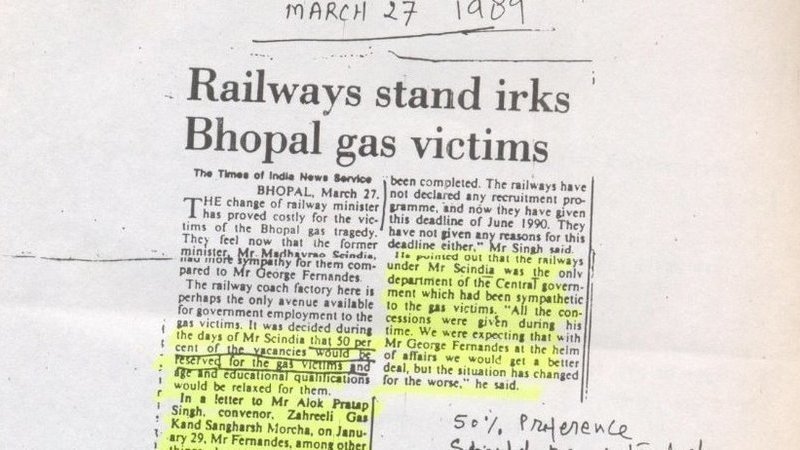 MARCH 27 1989
Railways stand irks
Bhopal gas victims
The Times of India News Service
BHOPAL, March 27.
THE change of railway minister
has proved costly for the vic-
tims of the Bhopal gas tragedy.
They feel now that the former
minister, Mr Madhavrao Scindia,
had more sympathy for them com-
pared to Mr George Fernandes.
The railway coach factory here is
perhaps the only avenue available
for government employment to the
gas victims. It was decided during
the days of Mr Scindia that 50 per
cent of the vacancies would be
reserved for the gas victims and
age and educational qualifications
would be relaxed for them.
In a letter to Mr Alok Pratap
Singh, convenor, Zahreeli Gas
Kand Sangharsh Morcha, on Jan-
uary 29, Mr Fernandes, among other
been completed. The railways have
not declared any recruitment pro-
gramme, and now they have given
this deadline of June 1990. They
have not given any reasons for this
deadline either," Mr Singh said.
He pointed out that the railways
under Mr Scindia was the only
department of the Central govern-
ment which had been sympathetic
to the gas victims. "All the con-
cessions were given during his
time. We were expecting that with
Mr George Fernandes at the helm
of affairs we would get a better
deal, but the situation has changed
for the worse," he said.
50% Preference